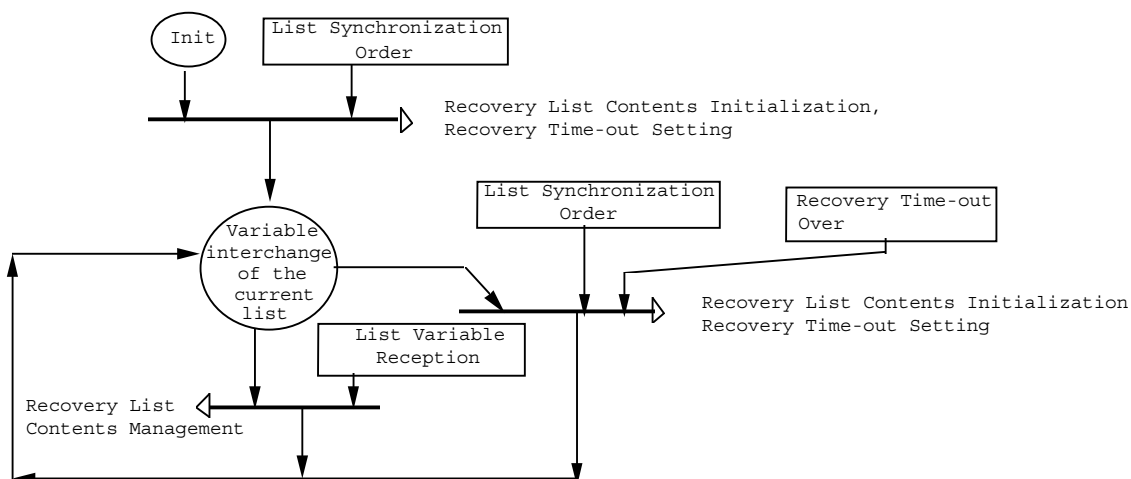 Init
List Synchronization
Order
Recovery List Contents Initialization,
Recovery Time-out Setting
List Synchronization
Order
Recovery Time-out
Over
Variable
interchange
of the
current
list
Recovery List Contents Initialization
Recovery Time-out Setting
List Variable
Reception
Recovery List
Contents Management